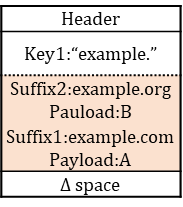 Header
Key1:“example.”
Suffix2:example.org
Pauload:B
Suffix1:example.com
Payload:A
Δ space